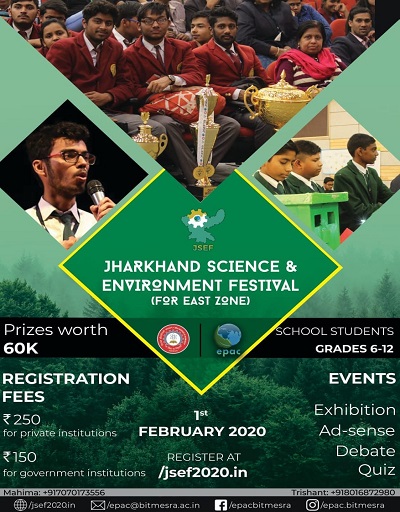 JSEF
JHARKHAND SCIENCE &
ENVIRONMENT FESTIVAL
(FOR EAST ZONE)
Prizes worth
60K
epac
SCHOOL STUDENTS
GRADES 6-12
REGISTRATION
FEES
₹250
for private institutions
₹150
for government institutions
1st
FEBRUARY 2020
REGISTER AT
/jsef2020.in
EVENTS
Exhibition
Ad-sense
Debate
Quiz
Mahima: +917070173556
Trishant: +918016872980
/jsef2020.in
/epac@bitmesra.ac.in
/epacbitmesra
/epac.bitmesra